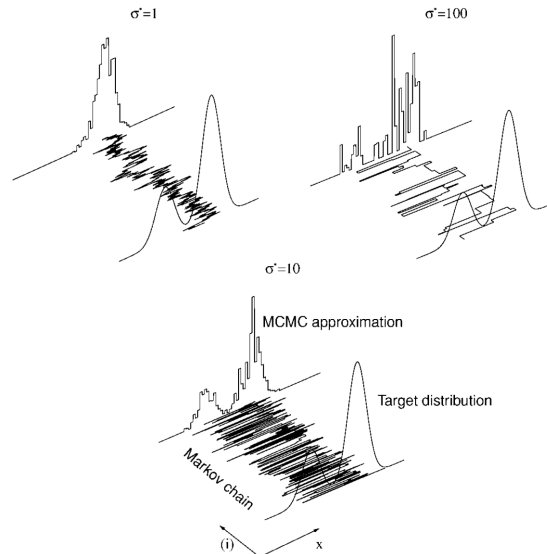 σ*=1
σ*=100
σ*=10
MCMC approximation
Target distribution
Markov chain
(i)
x